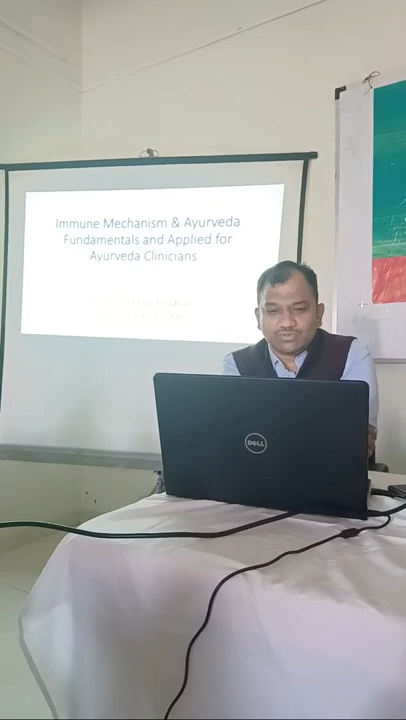 Immune Mechanism & Ayurveda
Fundamentals and Applied for
Ayurveda Clinicians
DELL